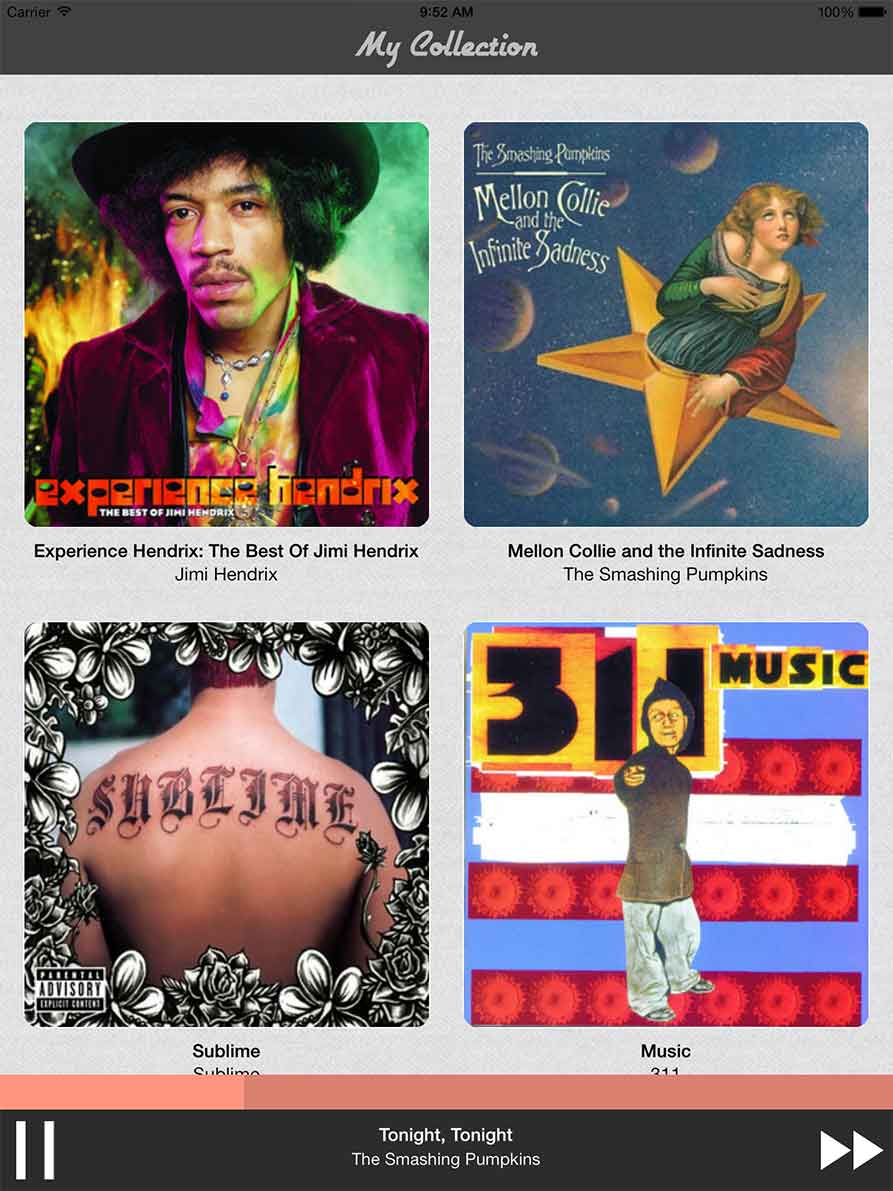 Carrier 9:52 AM 100%
My Collection
experience hendrix
THE BEST OF JIMI HENDRIX
The Smashing Pumpkins
Mellon Collie
and the
Infinite Sadness
Experience Hendrix: The Best Of Jimi Hendrix
Jimi Hendrix
Mellon Collie and the Infinite Sadness
The Smashing Pumpkins
SUBLIME
PARENTAL
ADVISORY
EXPLICIT CONTENT
311 MUSIC
Sublime
Sublime
Music
311
Tonight, Tonight
The Smashing Pumpkins